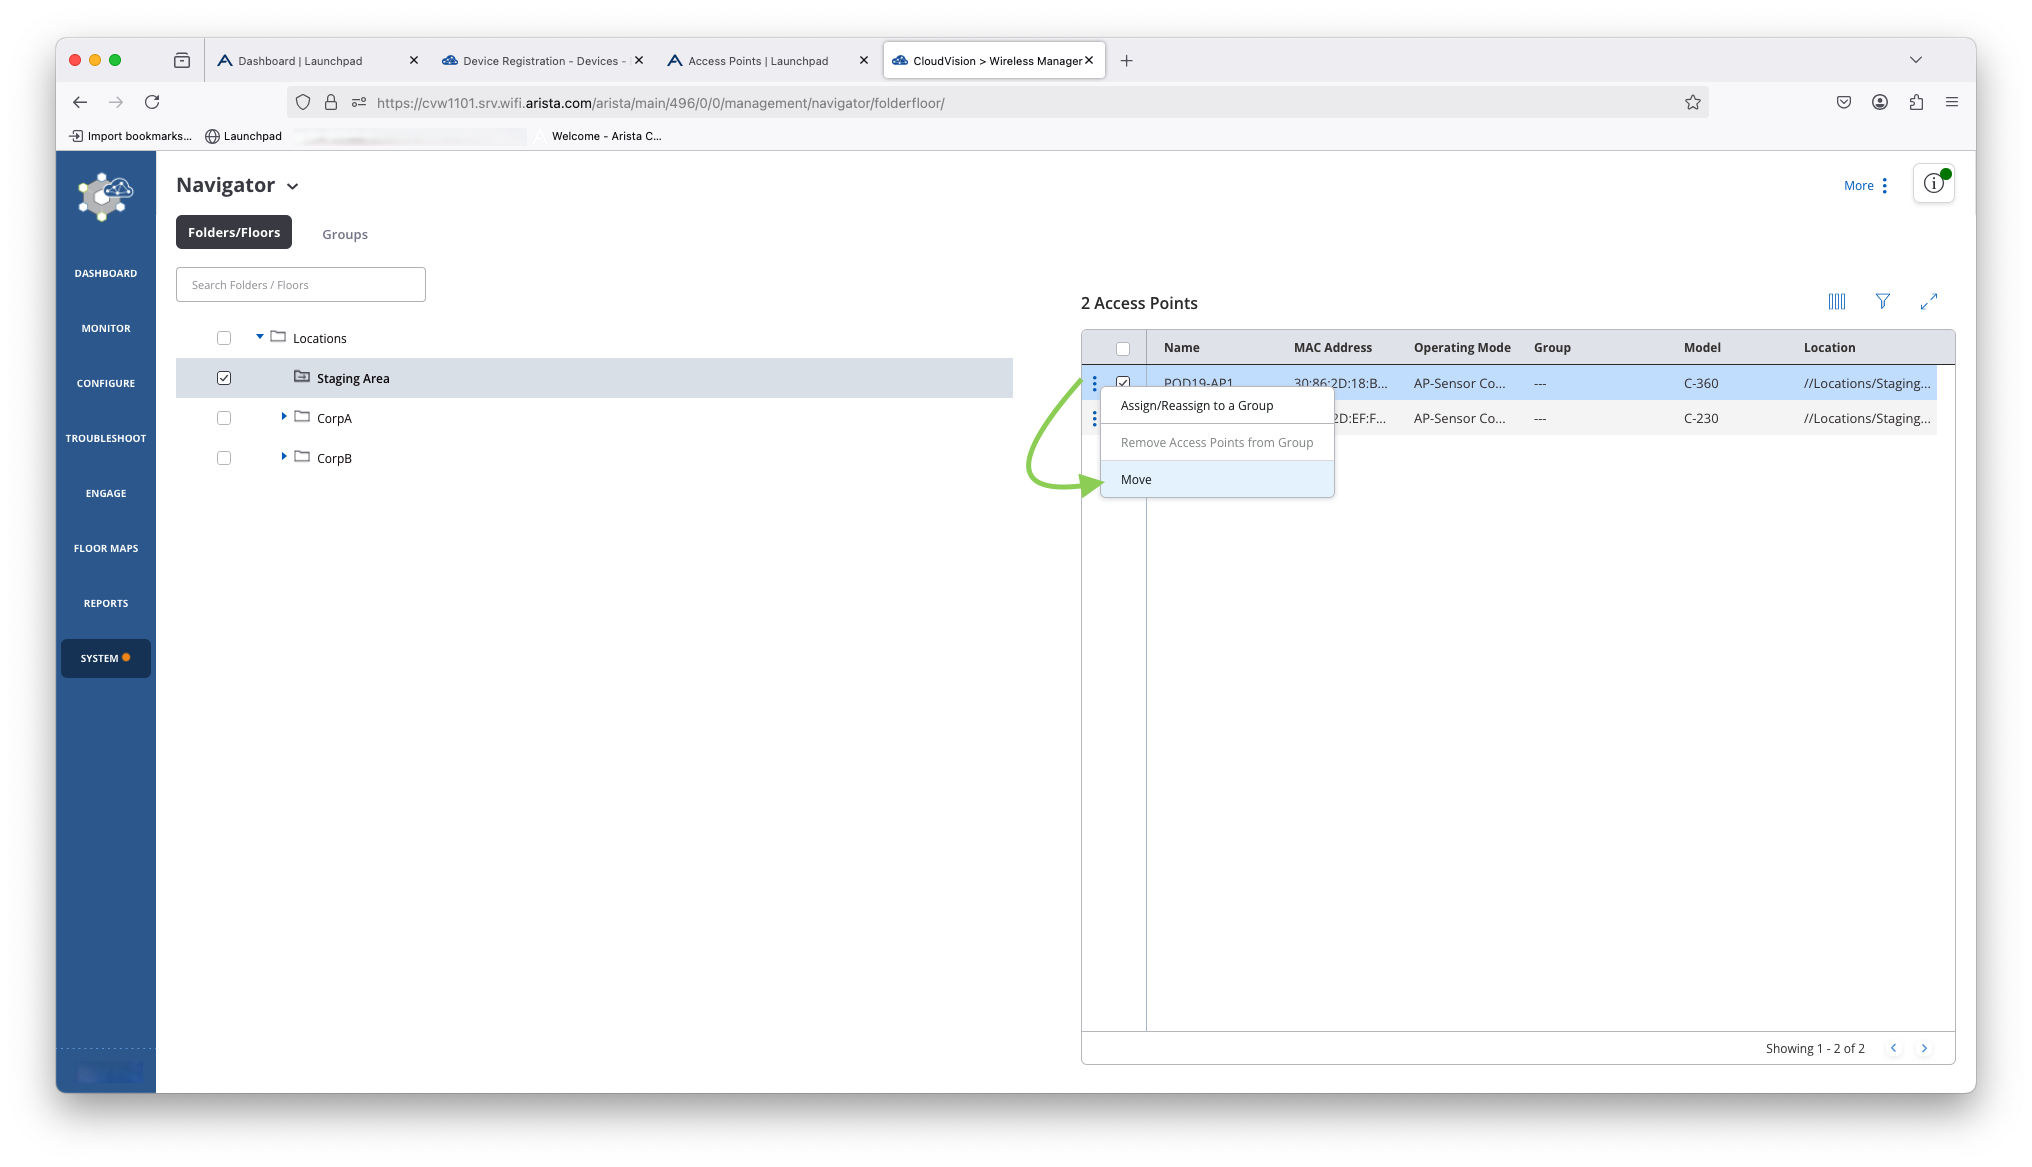 Dashboard | Launchpad
Device Registration - Devices -
Access Points | Launchpad
CloudVision > Wireless Manager
https://cvw1101.srv.wifi.arista.com/arista/main/496/0/0/management/navigator/folderfloor/
Import bookmarks...
Launchpad
Welcome - Arista C...
Navigator
More
Folders/Floors
Groups
Search Folders / Floors
DASHBOARD
MONITOR
CONFIGURE
TROUBLESHOOT
ENGAGE
FLOOR MAPS
REPORTS
SYSTEM
Locations
Staging Area
CorpA
CorpB
2 Access Points
Name MAC Address Operating Mode Group Model Location
POD19-AP1 30:86:2D:18:B... AP-Sensor Co... --- C-360 //Locations/Staging...
2D:EF:F... AP-Sensor Co... --- C-230 //Locations/Staging...
Assign/Reassign to a Group
Remove Access Points from Group
Move
Showing 1 - 2 of 2